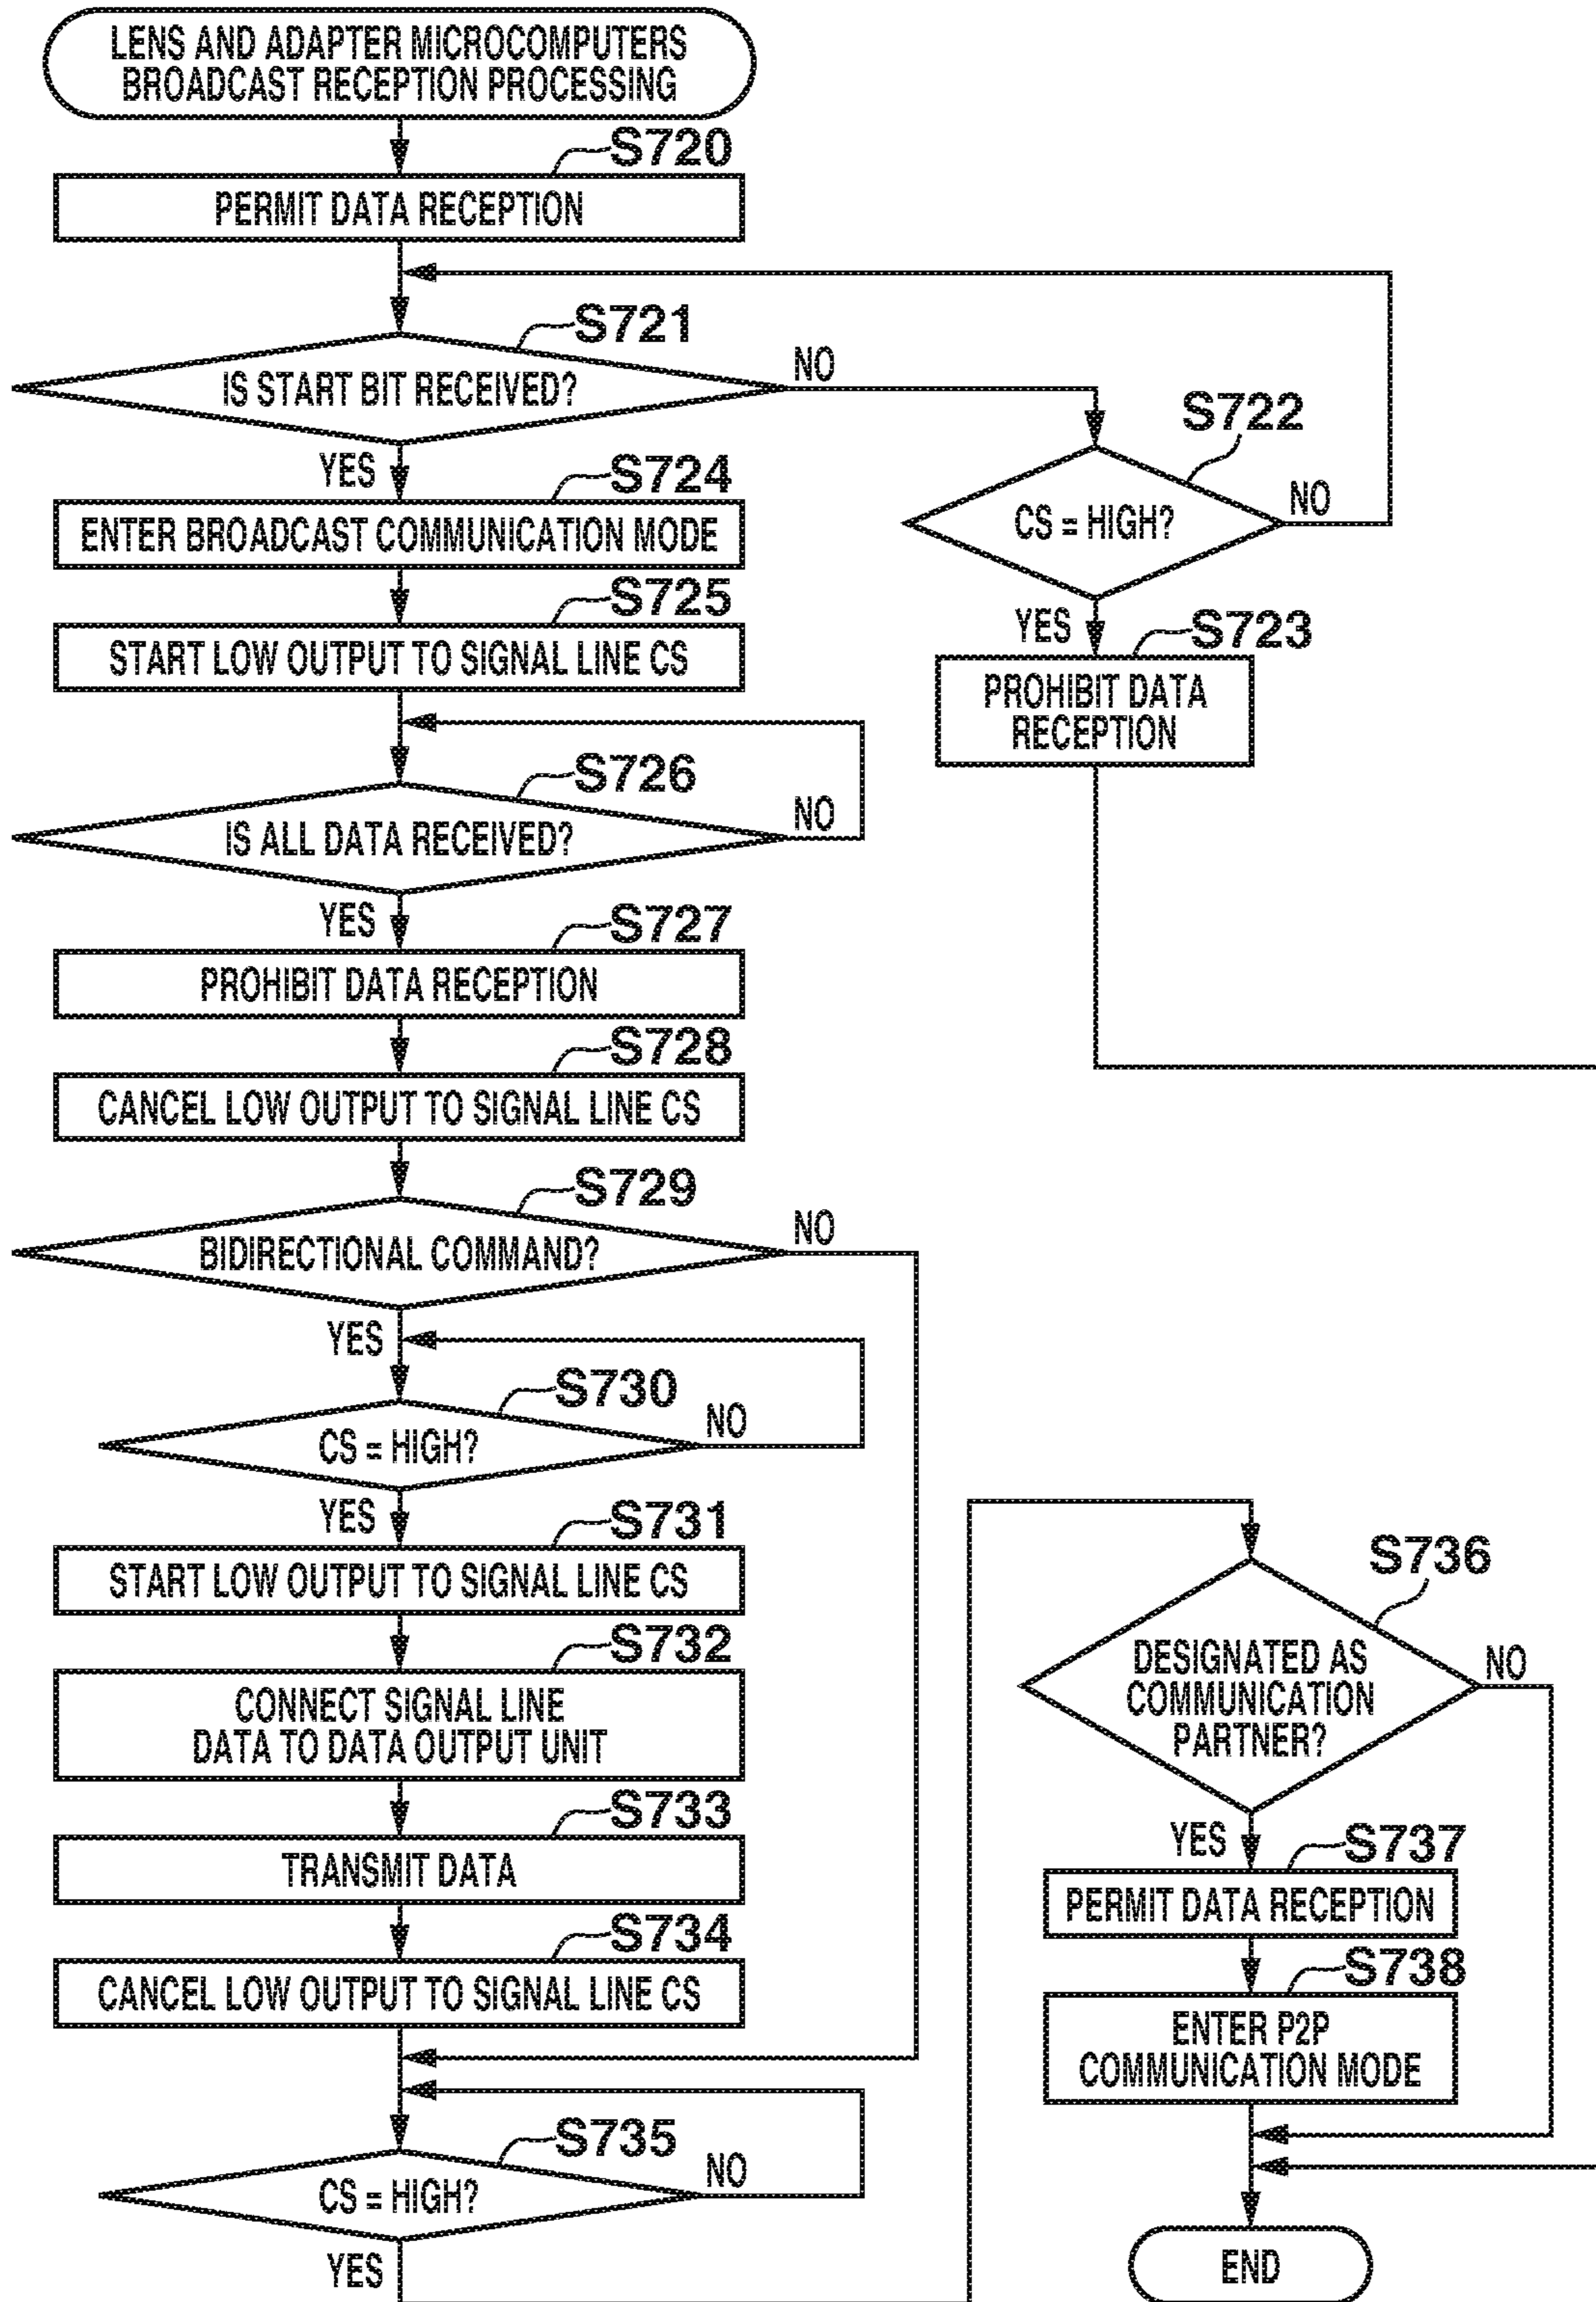 LENS AND ADAPTER MICROCOMPUTERS
BROADCAST RECEPTION PROCESSING
S720
PERMIT DATA RECEPTION
S721
IS START BIT RECEIVED?
NO
YES
S722
CS = HIGH?
NO
YES
S723
PROHIBIT DATA
RECEPTION
S724
ENTER BROADCAST COMMUNICATION MODE
S725
START LOW OUTPUT TO SIGNAL LINE CS
S726
IS ALL DATA RECEIVED?
NO
YES
S727
PROHIBIT DATA RECEPTION
S728
CANCEL LOW OUTPUT TO SIGNAL LINE CS
S729
BIDIRECTIONAL COMMAND?
NO
YES
S730
CS = HIGH?
NO
YES
S731
START LOW OUTPUT TO SIGNAL LINE CS
S732
CONNECT SIGNAL LINE
DATA TO DATA OUTPUT UNIT
S733
TRANSMIT DATA
S734
CANCEL LOW OUTPUT TO SIGNAL LINE CS
S735
CS = HIGH?
NO
YES
S736
DESIGNATED AS
COMMUNICATION
PARTNER?
NO
YES
S737
PERMIT DATA RECEPTION
S738
ENTER P2P
COMMUNICATION MODE
END